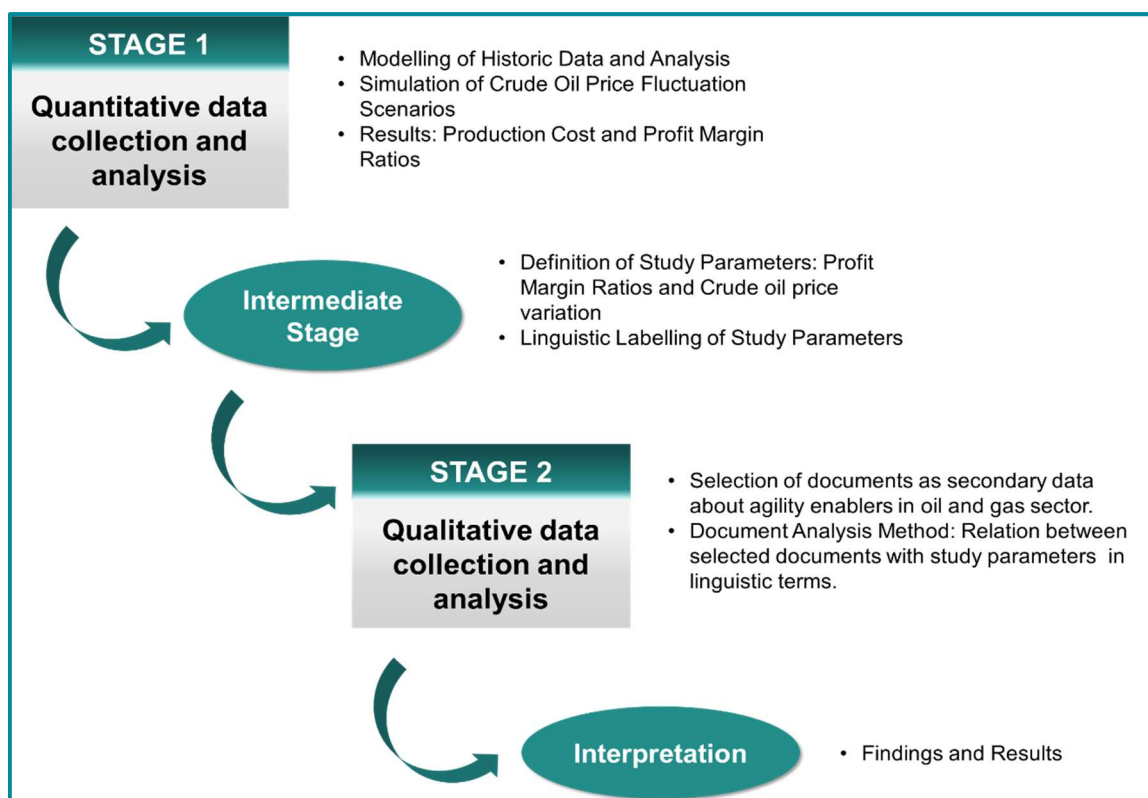 STAGE 1
Quantitative data
collection and
analysis
• Modelling of Historic Data and Analysis
• Simulation of Crude Oil Price Fluctuation
Scenarios
• Results: Production Cost and Profit Margin
Ratios
Intermediate
Stage
• Definition of Study Parameters: Profit
Margin Ratios and Crude oil price
variation
• Linguistic Labelling of Study Parameters
STAGE 2
Qualitative data
collection and
analysis
• Selection of documents as secondary data
about agility enablers in oil and gas sector.
• Document Analysis Method: Relation between
selected documents with study parameters in
linguistic terms.
Interpretation
• Findings and Results